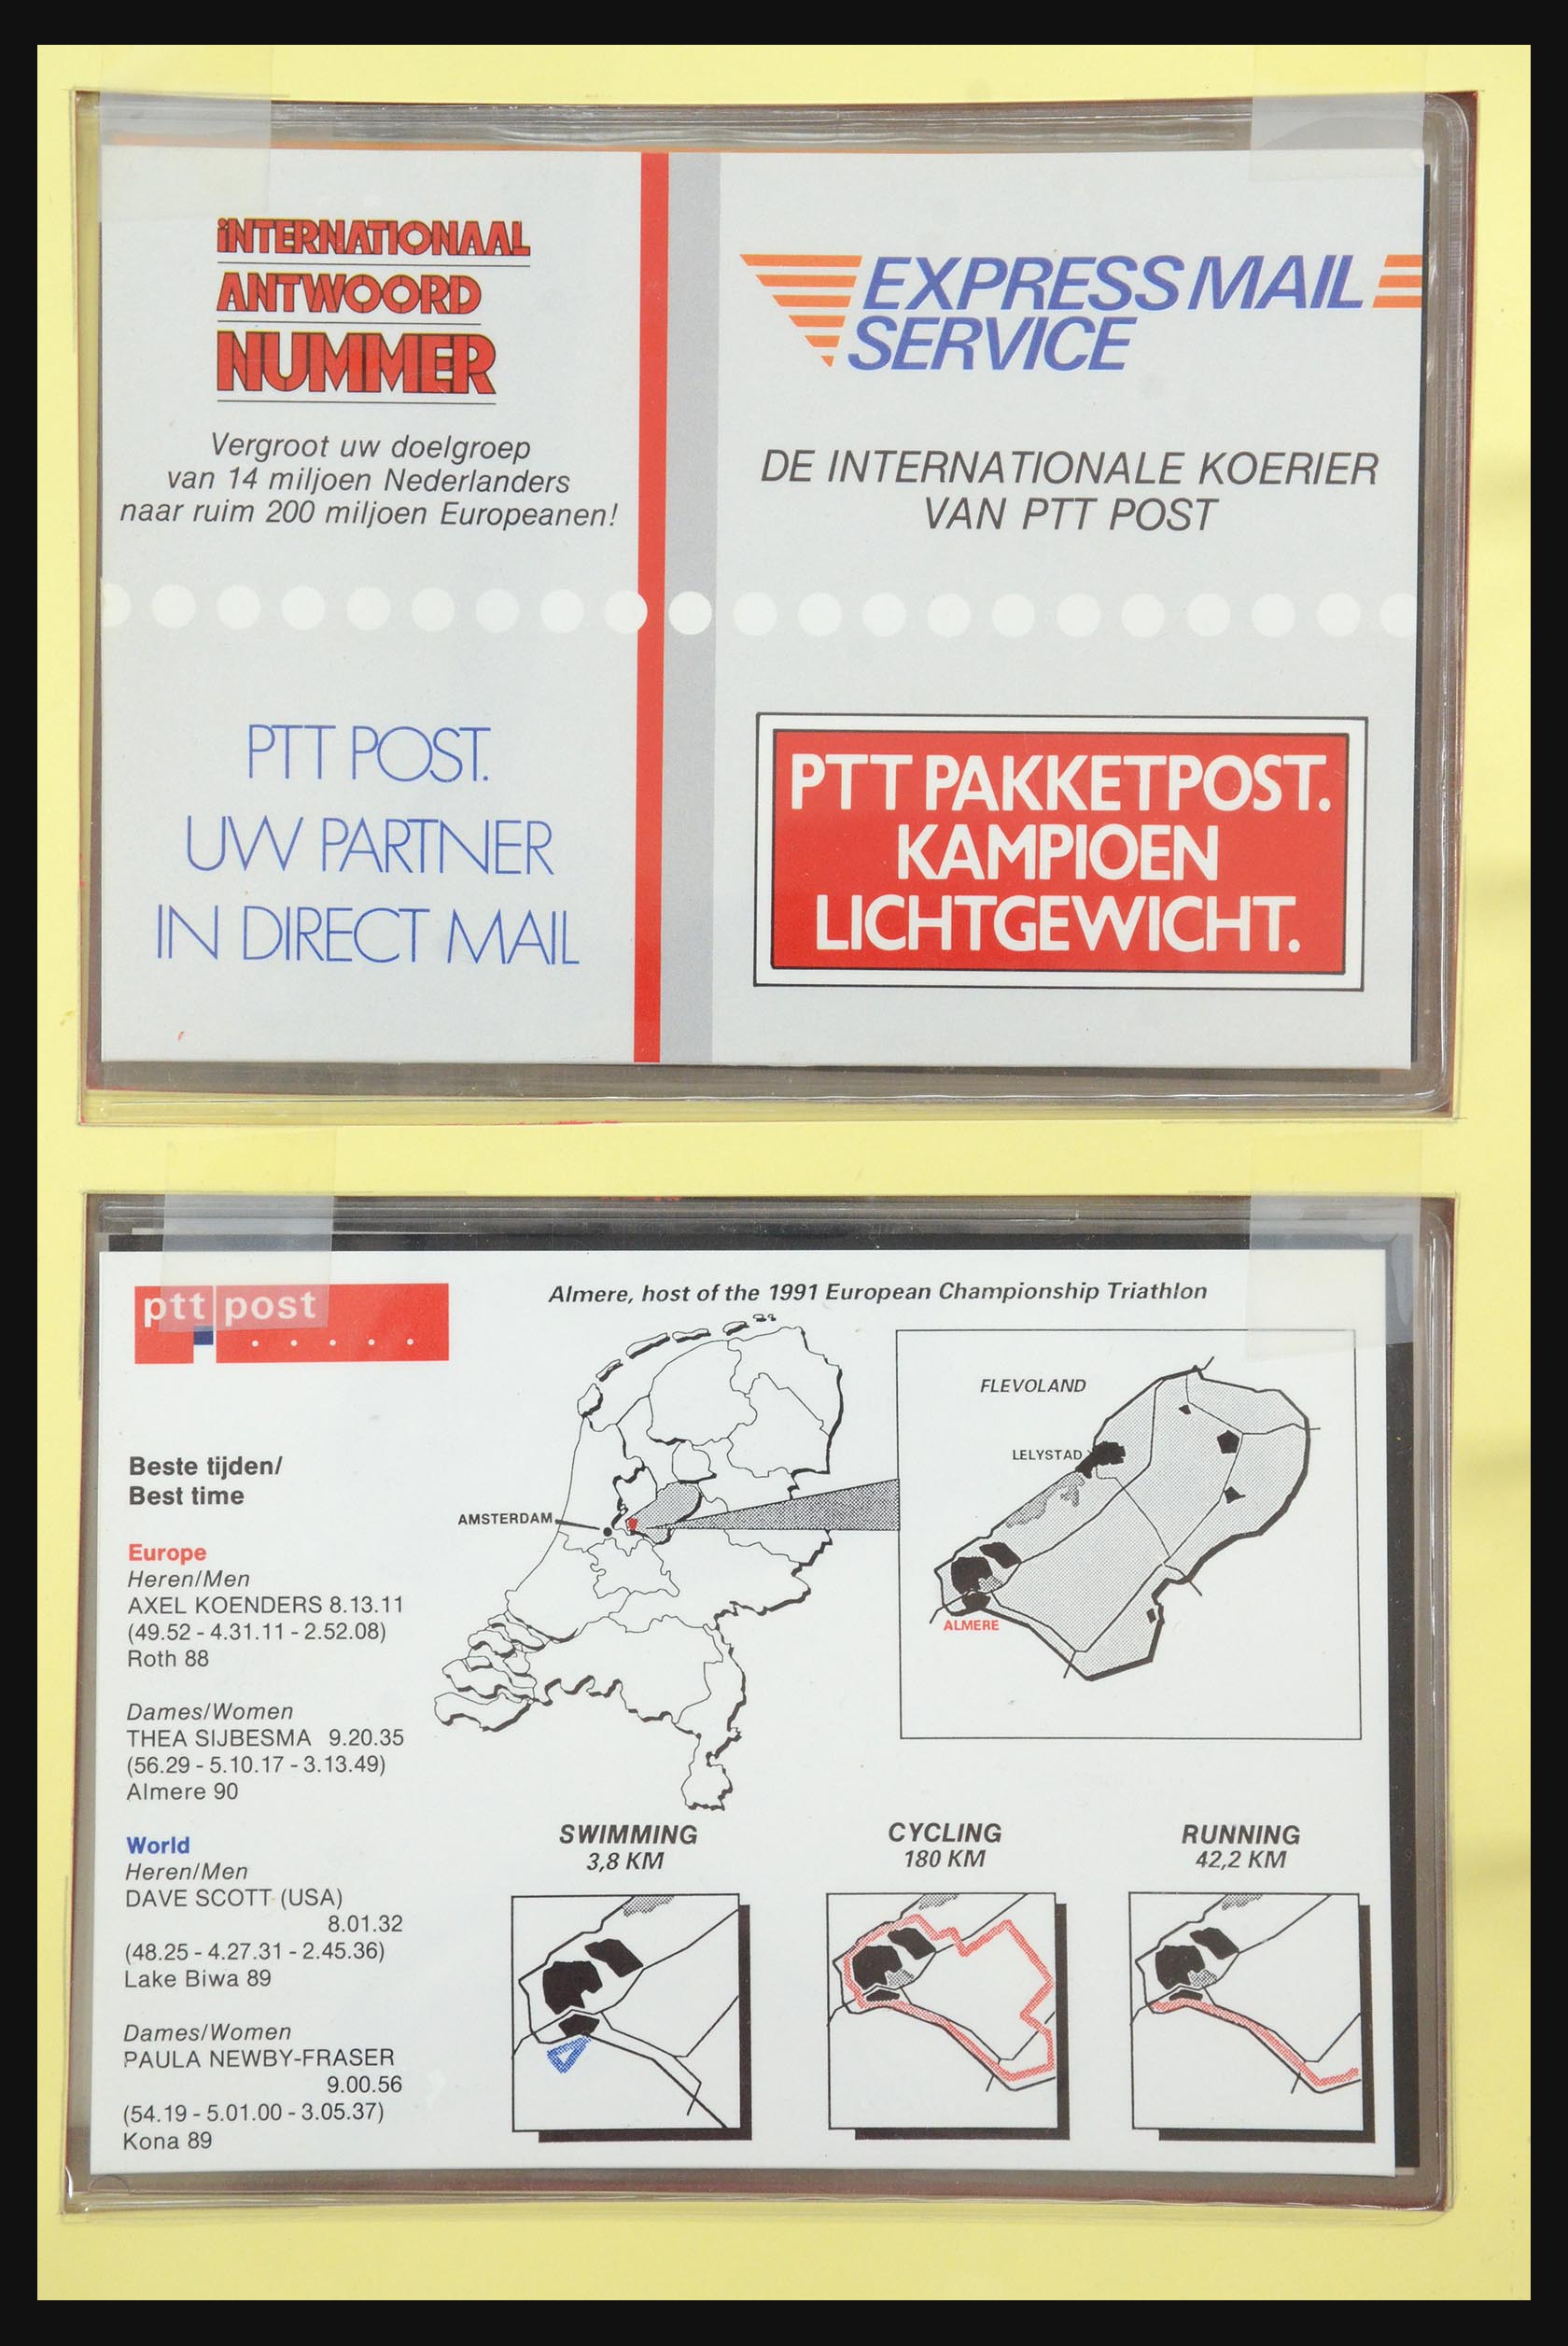 iNTERNATIONAAL
ANTWOORD
NUMMER
Vergroot uw doelgroep
van 14 miljoen Nederlanders
naar ruim 200 miljoen Europeanen!
EXPRESS MAIL
SERVICE
DE INTERNATIONALE KOERIER
VAN PTT POST
PTT POST.
UW PARTNER
IN DIRECT MAIL
PTT PAKKETPOST.
KAMPIOEN
LICHTGEWICHT.
ptt post
Almere, host of the 1991 European Championship Triathlon
FLEVOLAND
LELYSTAD
AMSTERDAM
ALMERE
Beste tijden/
Best time
Europe
Heren/Men
AXEL KOENDERS 8.13.11
(49.52 - 4.31.11 - 2.52.08)
Roth 88
Dames/Women
THEA SIJBESMA 9.20.35
(56.29 - 5.10.17 - 3.13.49)
Almere 90
World
Heren/Men
DAVE SCOTT (USA)
8.01.32
(48.25 - 4.27.31 - 2.45.36)
Lake Biwa 89
Dames/Women
PAULA NEWBY-FRASER
9.00.56
(54.19 - 5.01.00 - 3.05.37)
Kona 89
SWIMMING
3,8 KM
CYCLING
180 KM
RUNNING
42,2 KM